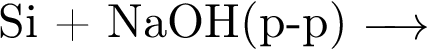 Si + NaOH(p-p) ⟶